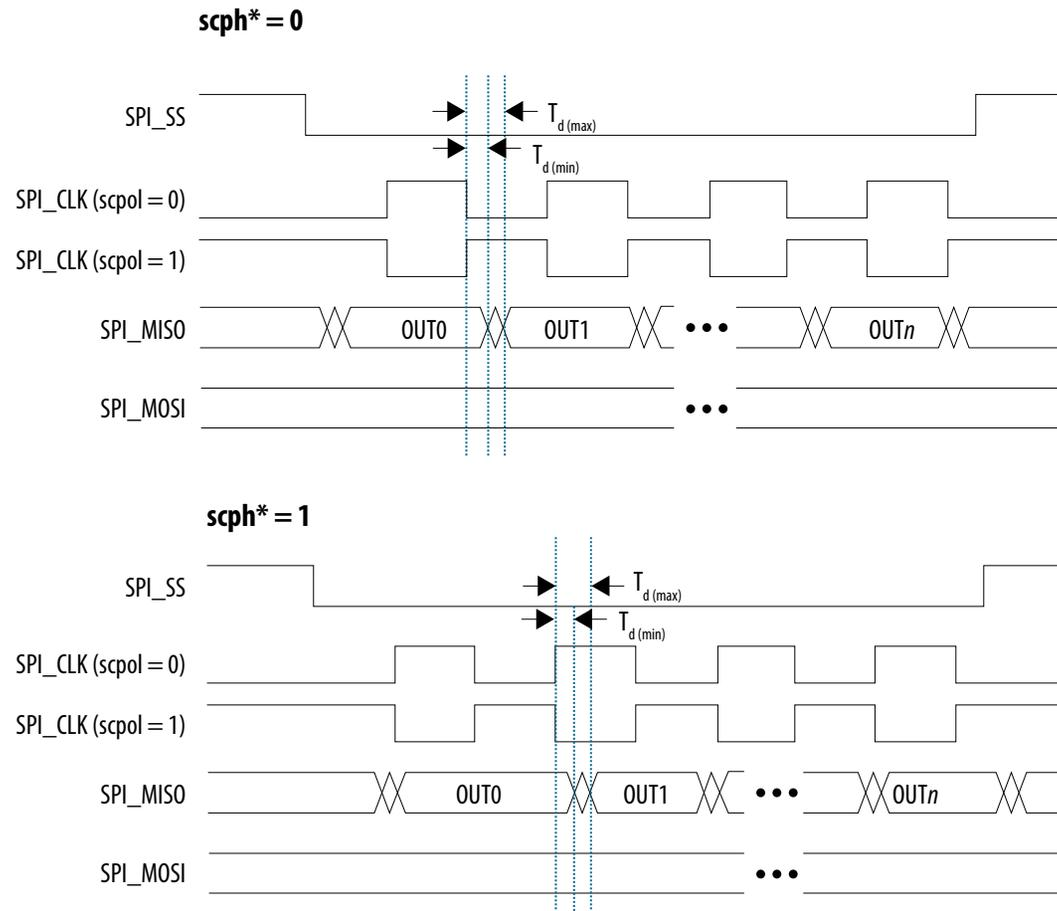 scph* = 0
SPI_SS
T d (max)
T d (min)
SPI_CLK (scpol = 0)
SPI_CLK (scpol = 1)
SPI_MISO
OUT0
OUT1
•••
OUTn
SPI_MOSI
•••
scph* = 1
SPI_SS
T d (max)
T d (min)
SPI_CLK (scpol = 0)
SPI_CLK (scpol = 1)
SPI_MISO
OUT0
OUT1
•••
OUTn
SPI_MOSI
•••